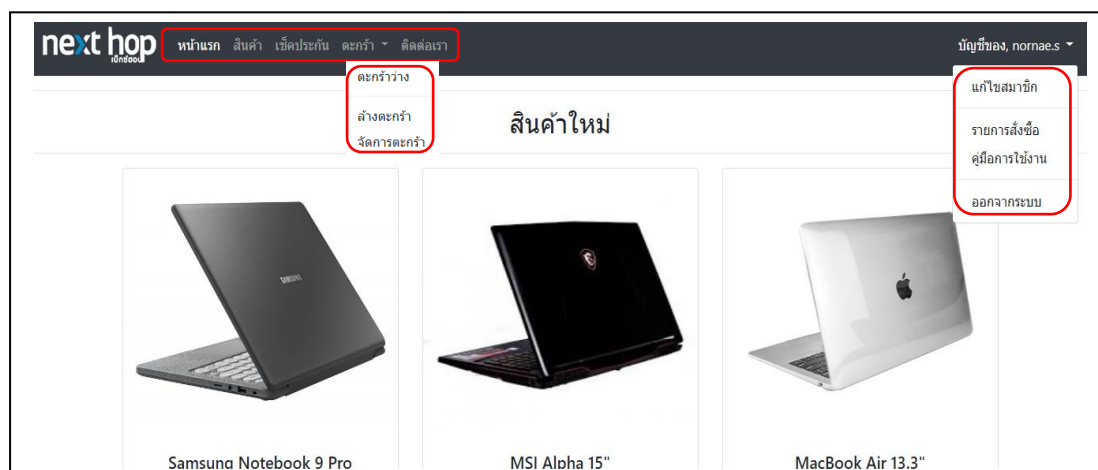 next hop
เน็กซ์ฮอป
หน้าแรก สินค้า เช็คประกัน ตะกร้า ติดต่อเรา
บัญชีของ, nornae.s
ตะกร้าว่าง
ล้างตะกร้า
จัดการตะกร้า
แก้ไขสมาชิก
รายการสั่งซื้อ
คู่มือการใช้งาน
ออกจากระบบ
สินค้าใหม่
SAMSUNG
Samsung Notebook 9 Pro
MSI Alpha 15"
MacBook Air 13.3"